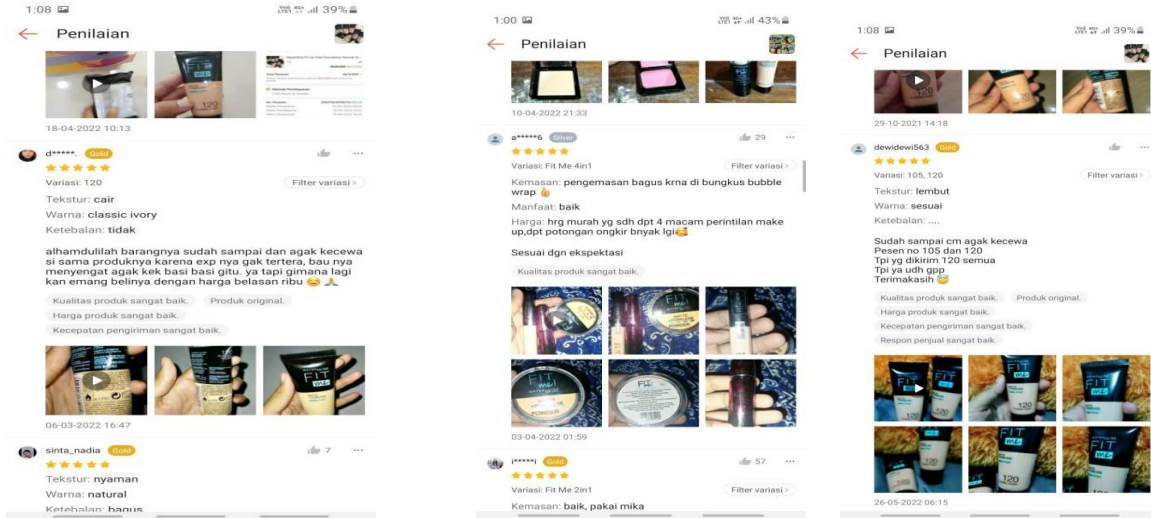 1:08
39%
Penilaian
120
18-04-2022 10:13
d*****. Gold
Variasi: 120
Filter variasi >
Tekstur: cair
Warna: classic ivory
Ketebalan: tidak
alhamdulilah barangnya sudah sampai dan agak kecewa
si sama produknya karena exp nya gak tertera, bau nya
menyengat agak kek basi basi gitu. ya tapi gimana lagi
kan emang belinya dengan harga belasan ribu 😊 🙏
Kualitas produk sangat baik. Produk original.
Harga produk sangat baik.
Kecepatan pengiriman sangat baik.
FIT
me!
06-03-2022 16:47
sinta_nadia Gold
7
Tekstur: nyaman
Warna: natural
Ketebalan: bagus
1:00
43%
Penilaian
10-04-2022 21:33
a*****6 Silver
29
Variasi: Fit Me 4in1
Filter variasi >
Kemasan: pengemasan bagus krna di bungkus bubble
wrap 👍
Manfaat: baik
Harga: hrg murah yg sdh dpt 4 macam perintilan make
up,dpt potongan ongkir bnyak lgi🥰
Sesuai dgn ekspektasi
Kualitas produk baik.
FIT
me!
POWDER
03-04-2022 01:59
i*****i Gold
57
Variasi: Fit Me 2in1
Filter variasi >
Kemasan: baik, pakai mika
1:08
39%
Penilaian
120
29-10-2021 14:18
dewidewi563 Gold
Variasi: 105, 120
Filter variasi >
Tekstur: lembut
Warna: sesuai
Ketebalan: ....
Sudah sampai cm agak kecewa
Pesen no 105 dan 120
Tpi yg dikirim 120 semua
Tpi ya udh gpp
Terimakasih 😇
Kualitas produk sangat baik. Produk original.
Harga produk sangat baik.
Kecepatan pengiriman sangat baik.
Respon penjual sangat baik.
FIT
me!
120
26-05-2022 06:15